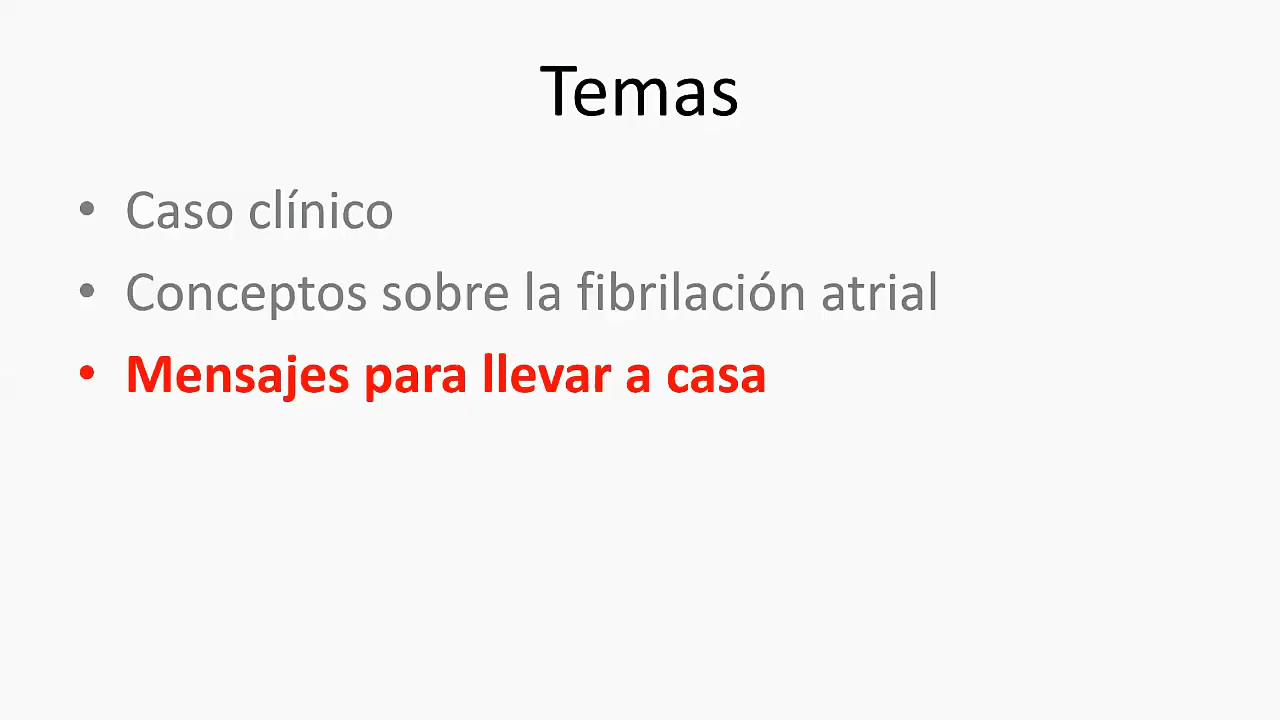 Temas
• Caso clínico
• Conceptos sobre la fibrilación atrial
• Mensajes para llevar a casa